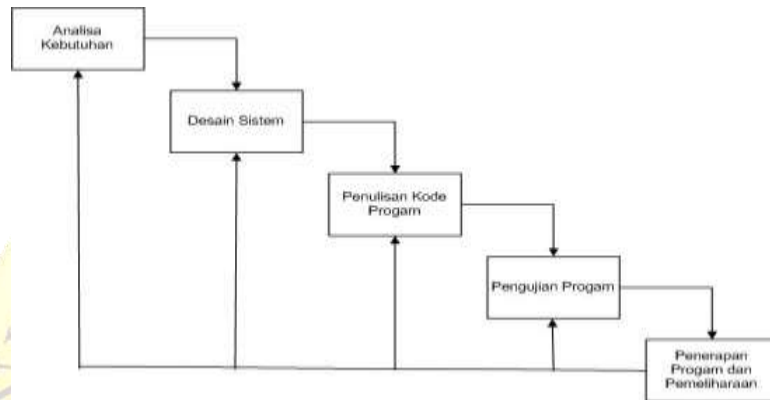 Analisa
Kebutuhan
Desain Sistem
Penulisan Kode
Progam
Pengujian Progam
Penerapan
Progam dan
Pemeliharaan